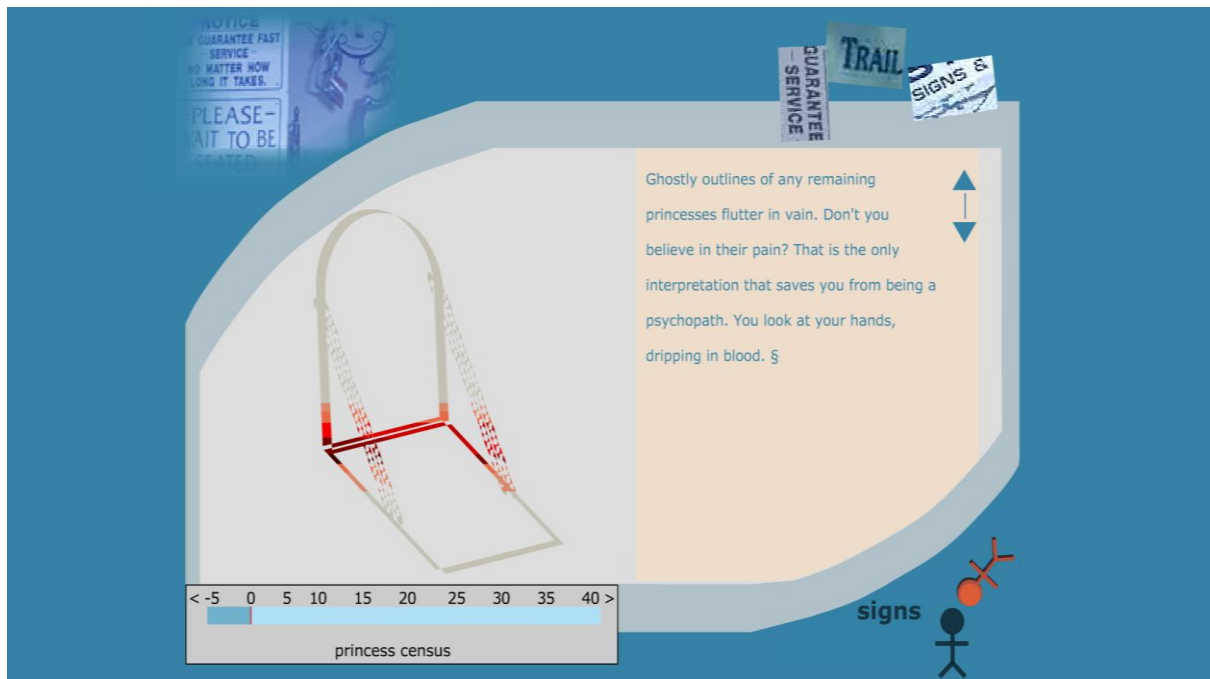 NOTICE
GUARANTEE FAST
- SERVICE -
NO MATTER HOW
LONG IT TAKES.
-PLEASE-
WAIT TO BE
SEATED
GUARANTEE
- SERVICE
TRAIL
SIGNS &
Ghostly outlines of any remaining
princesses flutter in vain. Don't you
believe in their pain? That is the only
interpretation that saves you from being a
psychopath. You look at your hands,
dripping in blood. §
< -5 0 5 10 15 20 25 30 35 40 >
princess census
signs